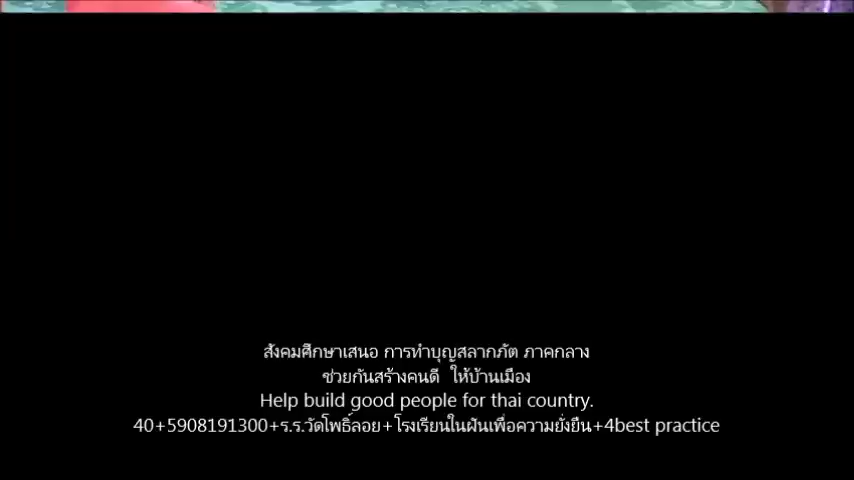 สังคมศึกษาเสนอ การทำบุญสลากภัต ภาคกลาง
ช่วยกันสร้างคนดี ให้บ้านเมือง
Help build good people for thai country.
40+5908191300+ร.ร.วัดโพธิ์ลอย+โรงเรียนในฝันเพื่อความยั่งยืน+4best practice